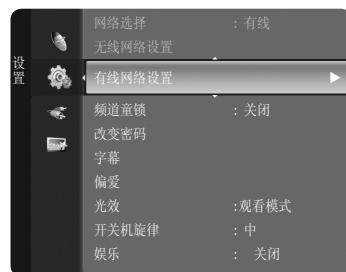 设置
网络选择 : 有线
无线网络设置
有线网络设置
频道童锁 : 关闭
改变密码
字幕
偏爱
光效 :观看模式
开关机旋律 : 中
娱乐 : 关闭